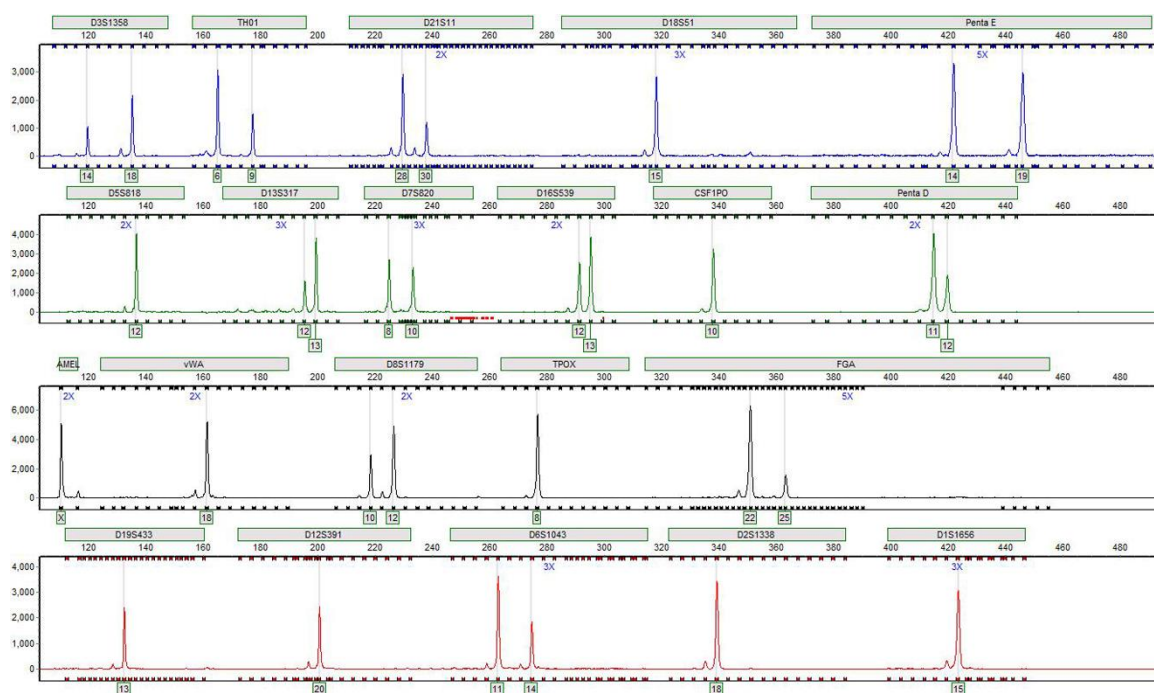 D3S1358 TH01 D21S11 D18S51 Penta E
120 140 160 180 200 220 240 260 280 300 320 340 360 380 400 420 440 460 480
2X 3X 5X
3,000
2,000
1,000
0
14 18 6 9 28 30 15 14 19
D5S818 D13S317 D7S820 D16S539 CSF1PO Penta D
120 140 160 180 200 220 240 260 280 300 320 340 360 380 400 420 440 460 480
2X 3X 3X 2X 2X
4,000
3,000
2,000
1,000
0
12 12 8 10 12 10 11
13 13 12
AMEL vWA D8S1179 TPOX FGA
120 140 160 180 200 220 240 260 280 300 320 340 360 380 400 420 440 460 480
2X 2X 2X 5X
6,000
4,000
2,000
0
X 18 10 12 8 22 25
D19S433 D12S391 D6S1043 D2S1338 D1S1656
120 140 160 180 200 220 240 260 280 300 320 340 360 380 400 420 440 460 480
3X 3X
4,000
3,000
2,000
1,000
0
13 20 11 14 18 15